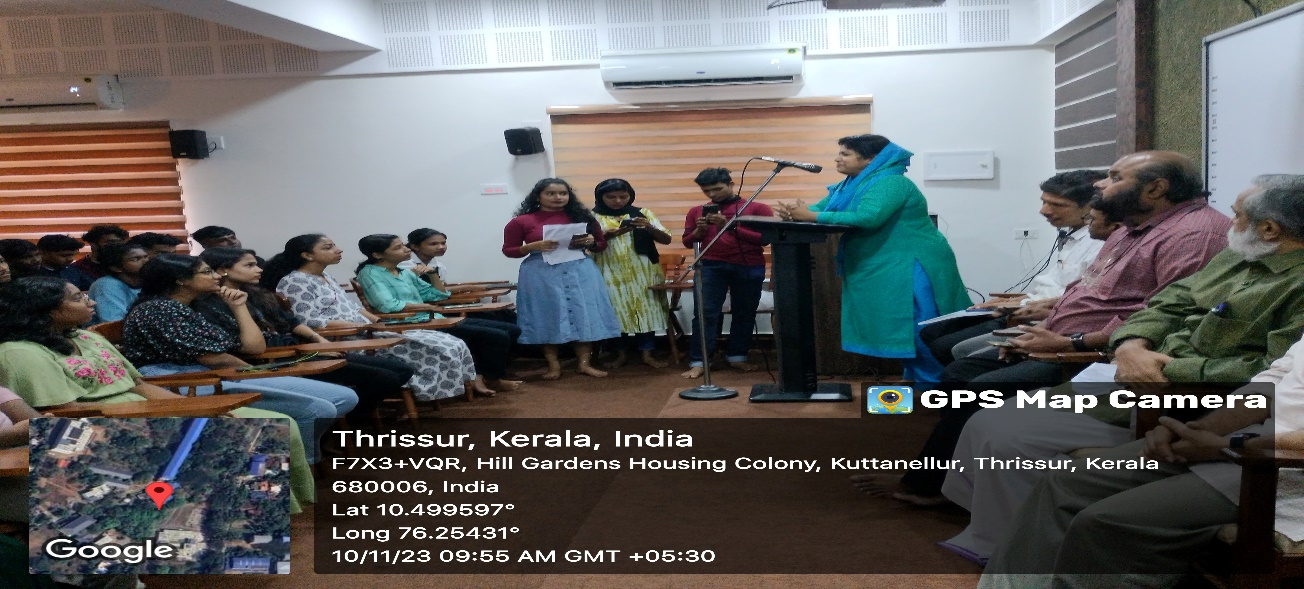 GPS Map Camera
Thrissur, Kerala, India
F7X3+VQR, Hill Gardens Housing Colony, Kuttanellur, Thrissur, Kerala
680006, India
Lat 10.499597°
Long 76.25431°
10/11/23 09:55 AM GMT +05:30
Google